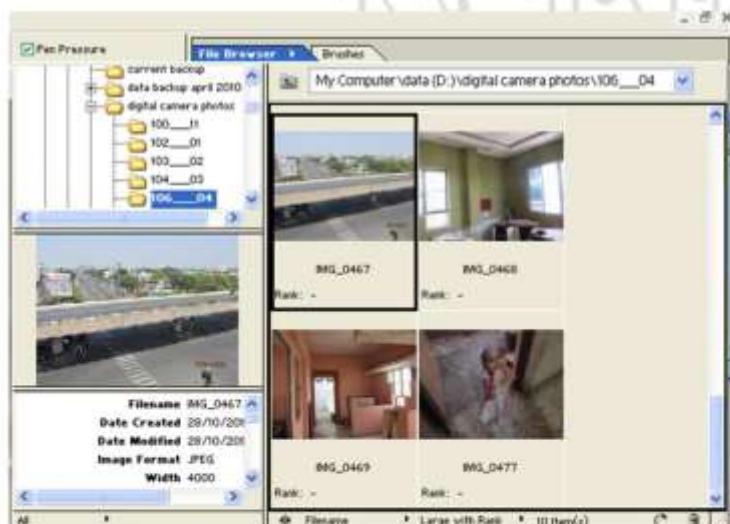 Pen Pressure
File Browser
Brushes
current backup
data backup april 2010
digital camera photos
100___11
102___01
103___02
104___03
106___04
My Computer\data (D:)\digital camera photos\106___04
IMG_0467
IMG_0468
Rank: -
Rank: -
IMG_0469
IMG_0477
Rank: -
Rank: -
Filename IMG_0467
Date Created 28/10/201
Date Modified 28/10/201
Image Format JPEG
Width 4000
All
Filename
Large with Rank
10 Item(s)